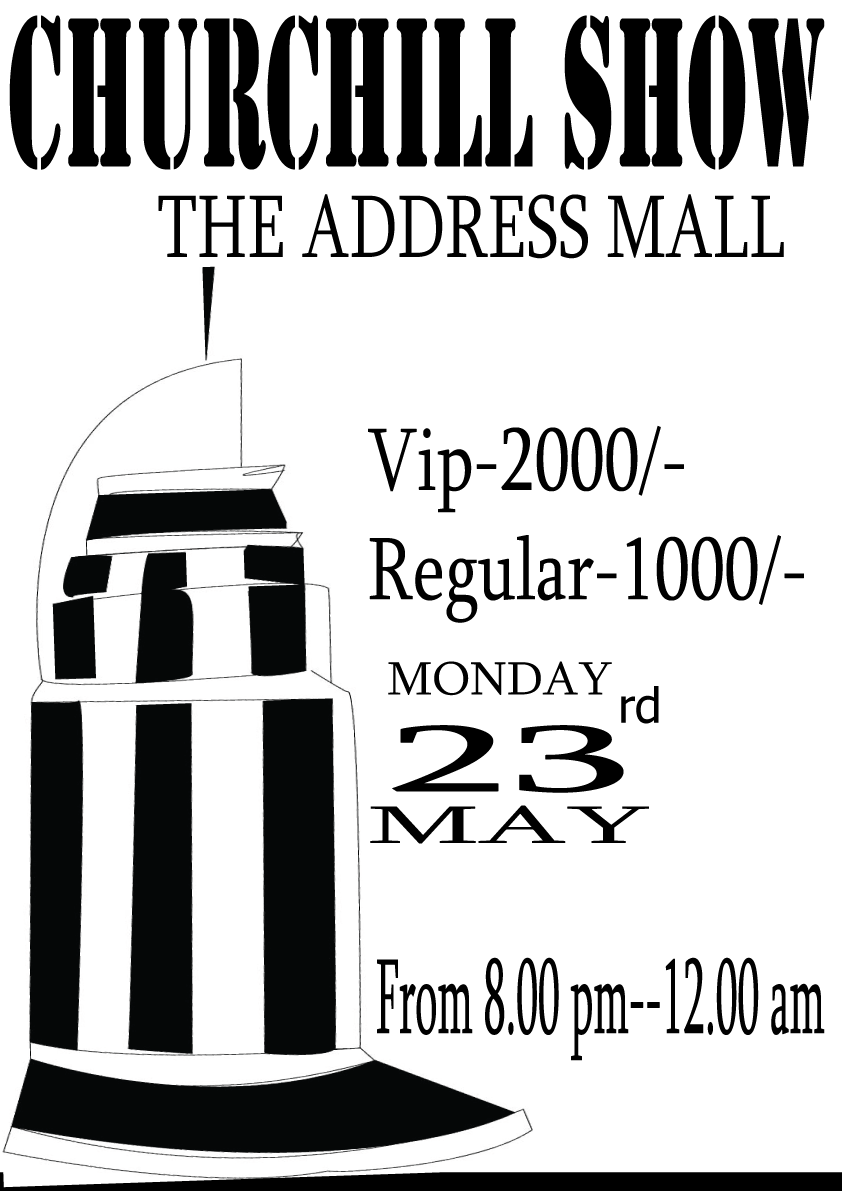 CHURCHILL SHOW
THE ADDRESS MALL
Vip-2000/-
Regular-1000/-
MONDAY
23rd
MAY
From 8.00 pm--12.00 am